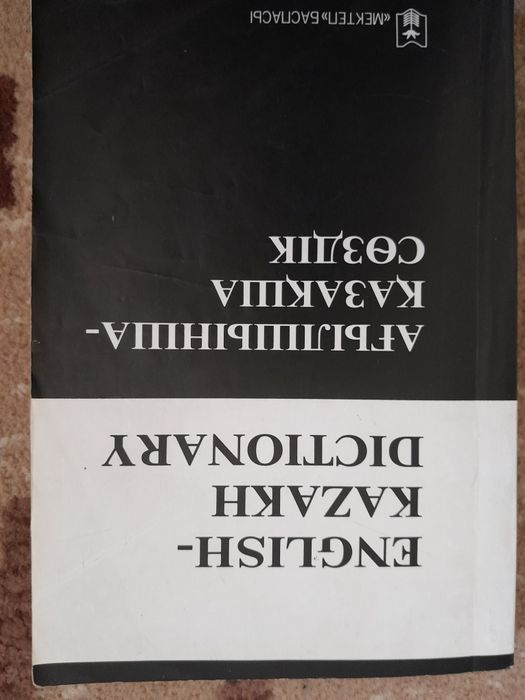 ENGLISH-
KAZAKH
DICTIONARY
АҒЫЛШЫНША-
ҚАЗАҚША
СӨЗДІК
«МЕКТЕП» БАСПАСЫ